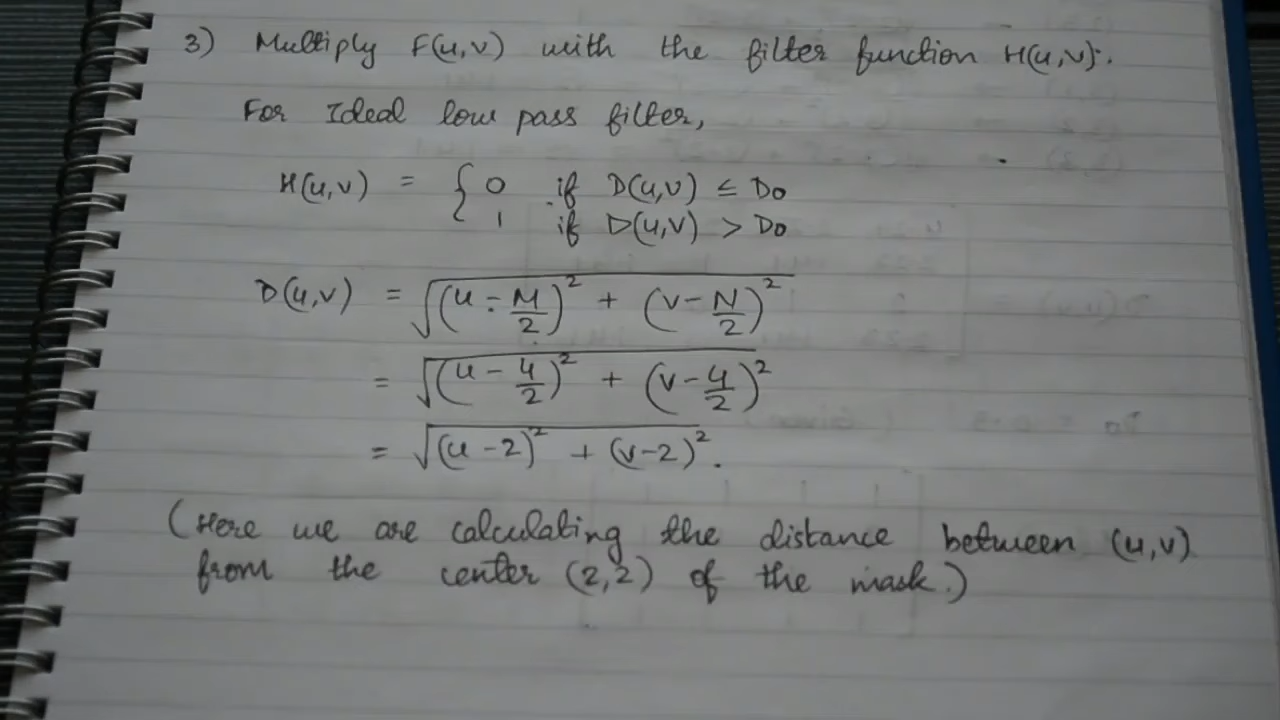 3) Multiply F(u,v) with the filter function H(u,v).
For Ideal low pass filter,
H(u,v) = { 0 if D(u,v) ≤ Do
1 if D(u,v) > Do
D(u,v) = √((u - M/2)² + (v - N/2)²)
= √((u - 4/2)² + (v - 4/2)²)
= √((u - 2)² + (v - 2)²).
(Here we are calculating the distance between (u,v)
from the center (2,2) of the mask.)